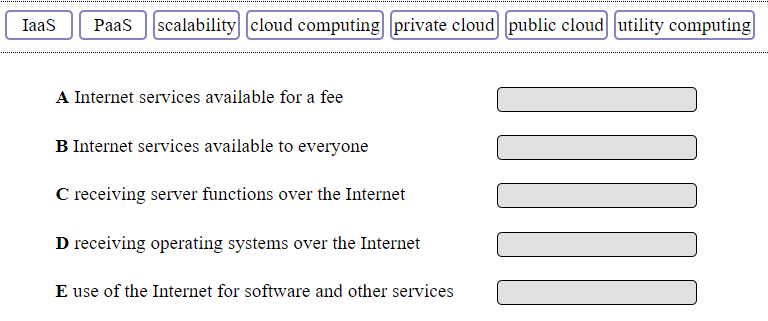 IaaS PaaS scalability cloud computing private cloud public cloud utility computing
A Internet services available for a fee
B Internet services available to everyone
C receiving server functions over the Internet
D receiving operating systems over the Internet
E use of the Internet for software and other services